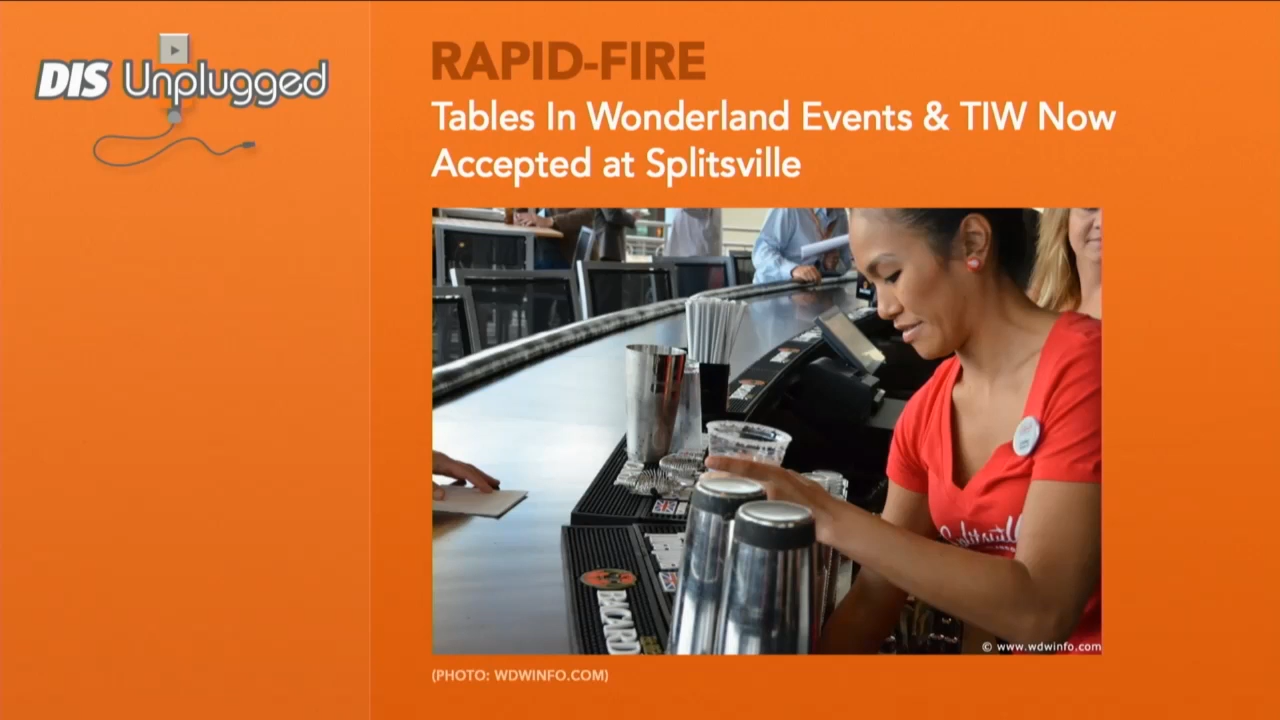 DIS Unplugged
RAPID-FIRE
Tables In Wonderland Events & TIW Now
Accepted at Splitsville
Splitsville
BACARDI
© www.wdwinfo.com
(PHOTO: WDWINFO.COM)